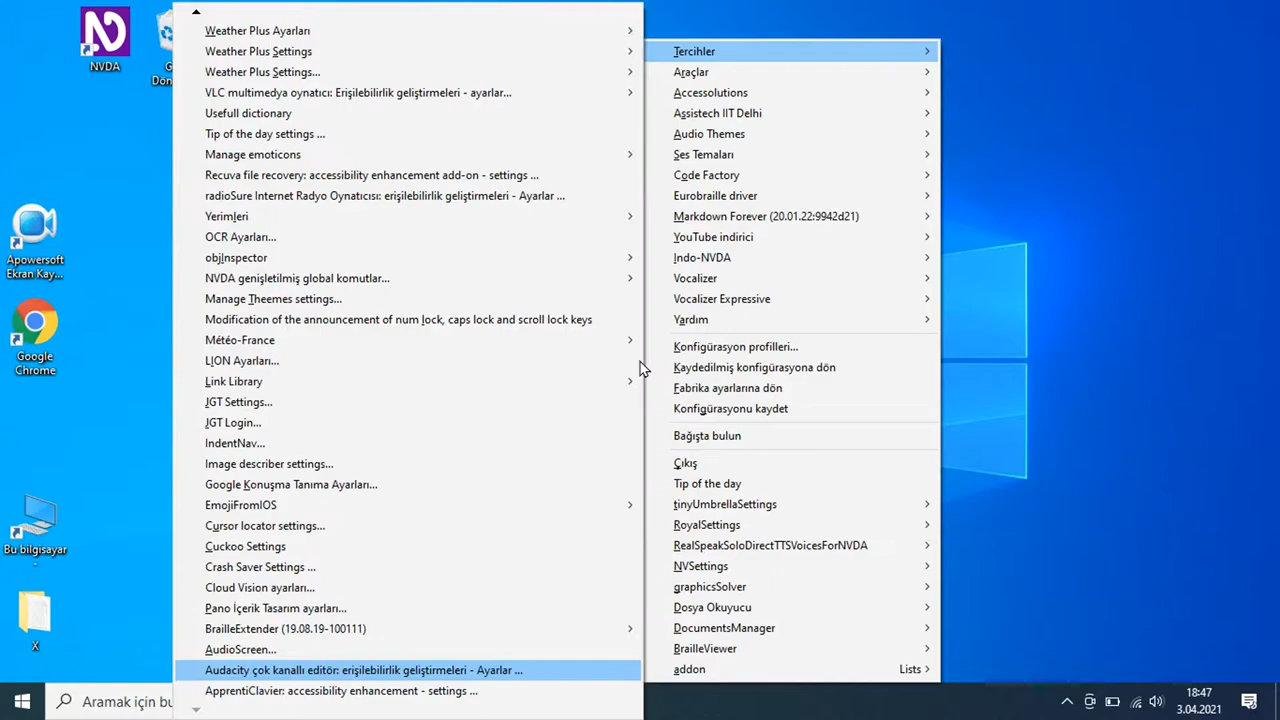 NVDA
G
Dön
Apowersoft
Ekran Kay...
Google
Chrome
Bu bilgisayar
X
Weather Plus Ayarları
Weather Plus Settings
Weather Plus Settings...
VLC multimedya oynatıcı: Erişilebilirlik geliştirmeleri - ayarlar...
Usefull dictionary
Tip of the day settings ...
Manage emoticons
Recuva file recovery: accessibility enhancement add-on - settings ...
radioSure Internet Radyo Oynatıcısı: erişilebilirlik geliştirmeleri - Ayarlar ...
Yerimleri
OCR Ayarları...
objInspector
NVDA genişletilmiş global komutlar...
Manage Theemes settings...
Modification of the announcement of num lock, caps lock and scroll lock keys
Météo-France
LION Ayarları...
Link Library
JGT Settings...
JGT Login...
IndentNav...
Image describer settings...
Google Konuşma Tanıma Ayarları...
EmojiFromIOS
Cursor locator settings...
Cuckoo Settings
Crash Saver Settings ...
Cloud Vision ayarları...
Pano İçerik Tasarım ayarları...
BrailleExtender (19.08.19-100111)
AudioScreen...
Audacity çok kanallı editör: erişilebilirlik geliştirmeleri - Ayarlar ...
ApprentiClavier: accessibility enhancement - settings ...
Tercihler
Araçlar
Accessolutions
Assistech IIT Delhi
Audio Themes
Ses Temaları
Code Factory
Eurobraille driver
Markdown Forever (20.01.22:9942d21)
YouTube indirici
Indo-NVDA
Vocalizer
Vocalizer Expressive
Yardım
Konfigürasyon profilleri...
Kaydedilmiş konfigürasyona dön
Fabrika ayarlarına dön
Konfigürasyonu kaydet
Bağışta bulun
Çıkış
Tip of the day
tinyUmbrellaSettings
RoyalSettings
RealSpeakSoloDirectTTSVoicesForNVDA
NVSettings
graphicsSolver
Dosya Okuyucu
DocumentsManager
BrailleViewer
addon Lists
Aramak için bu
18:47
3.04.2021